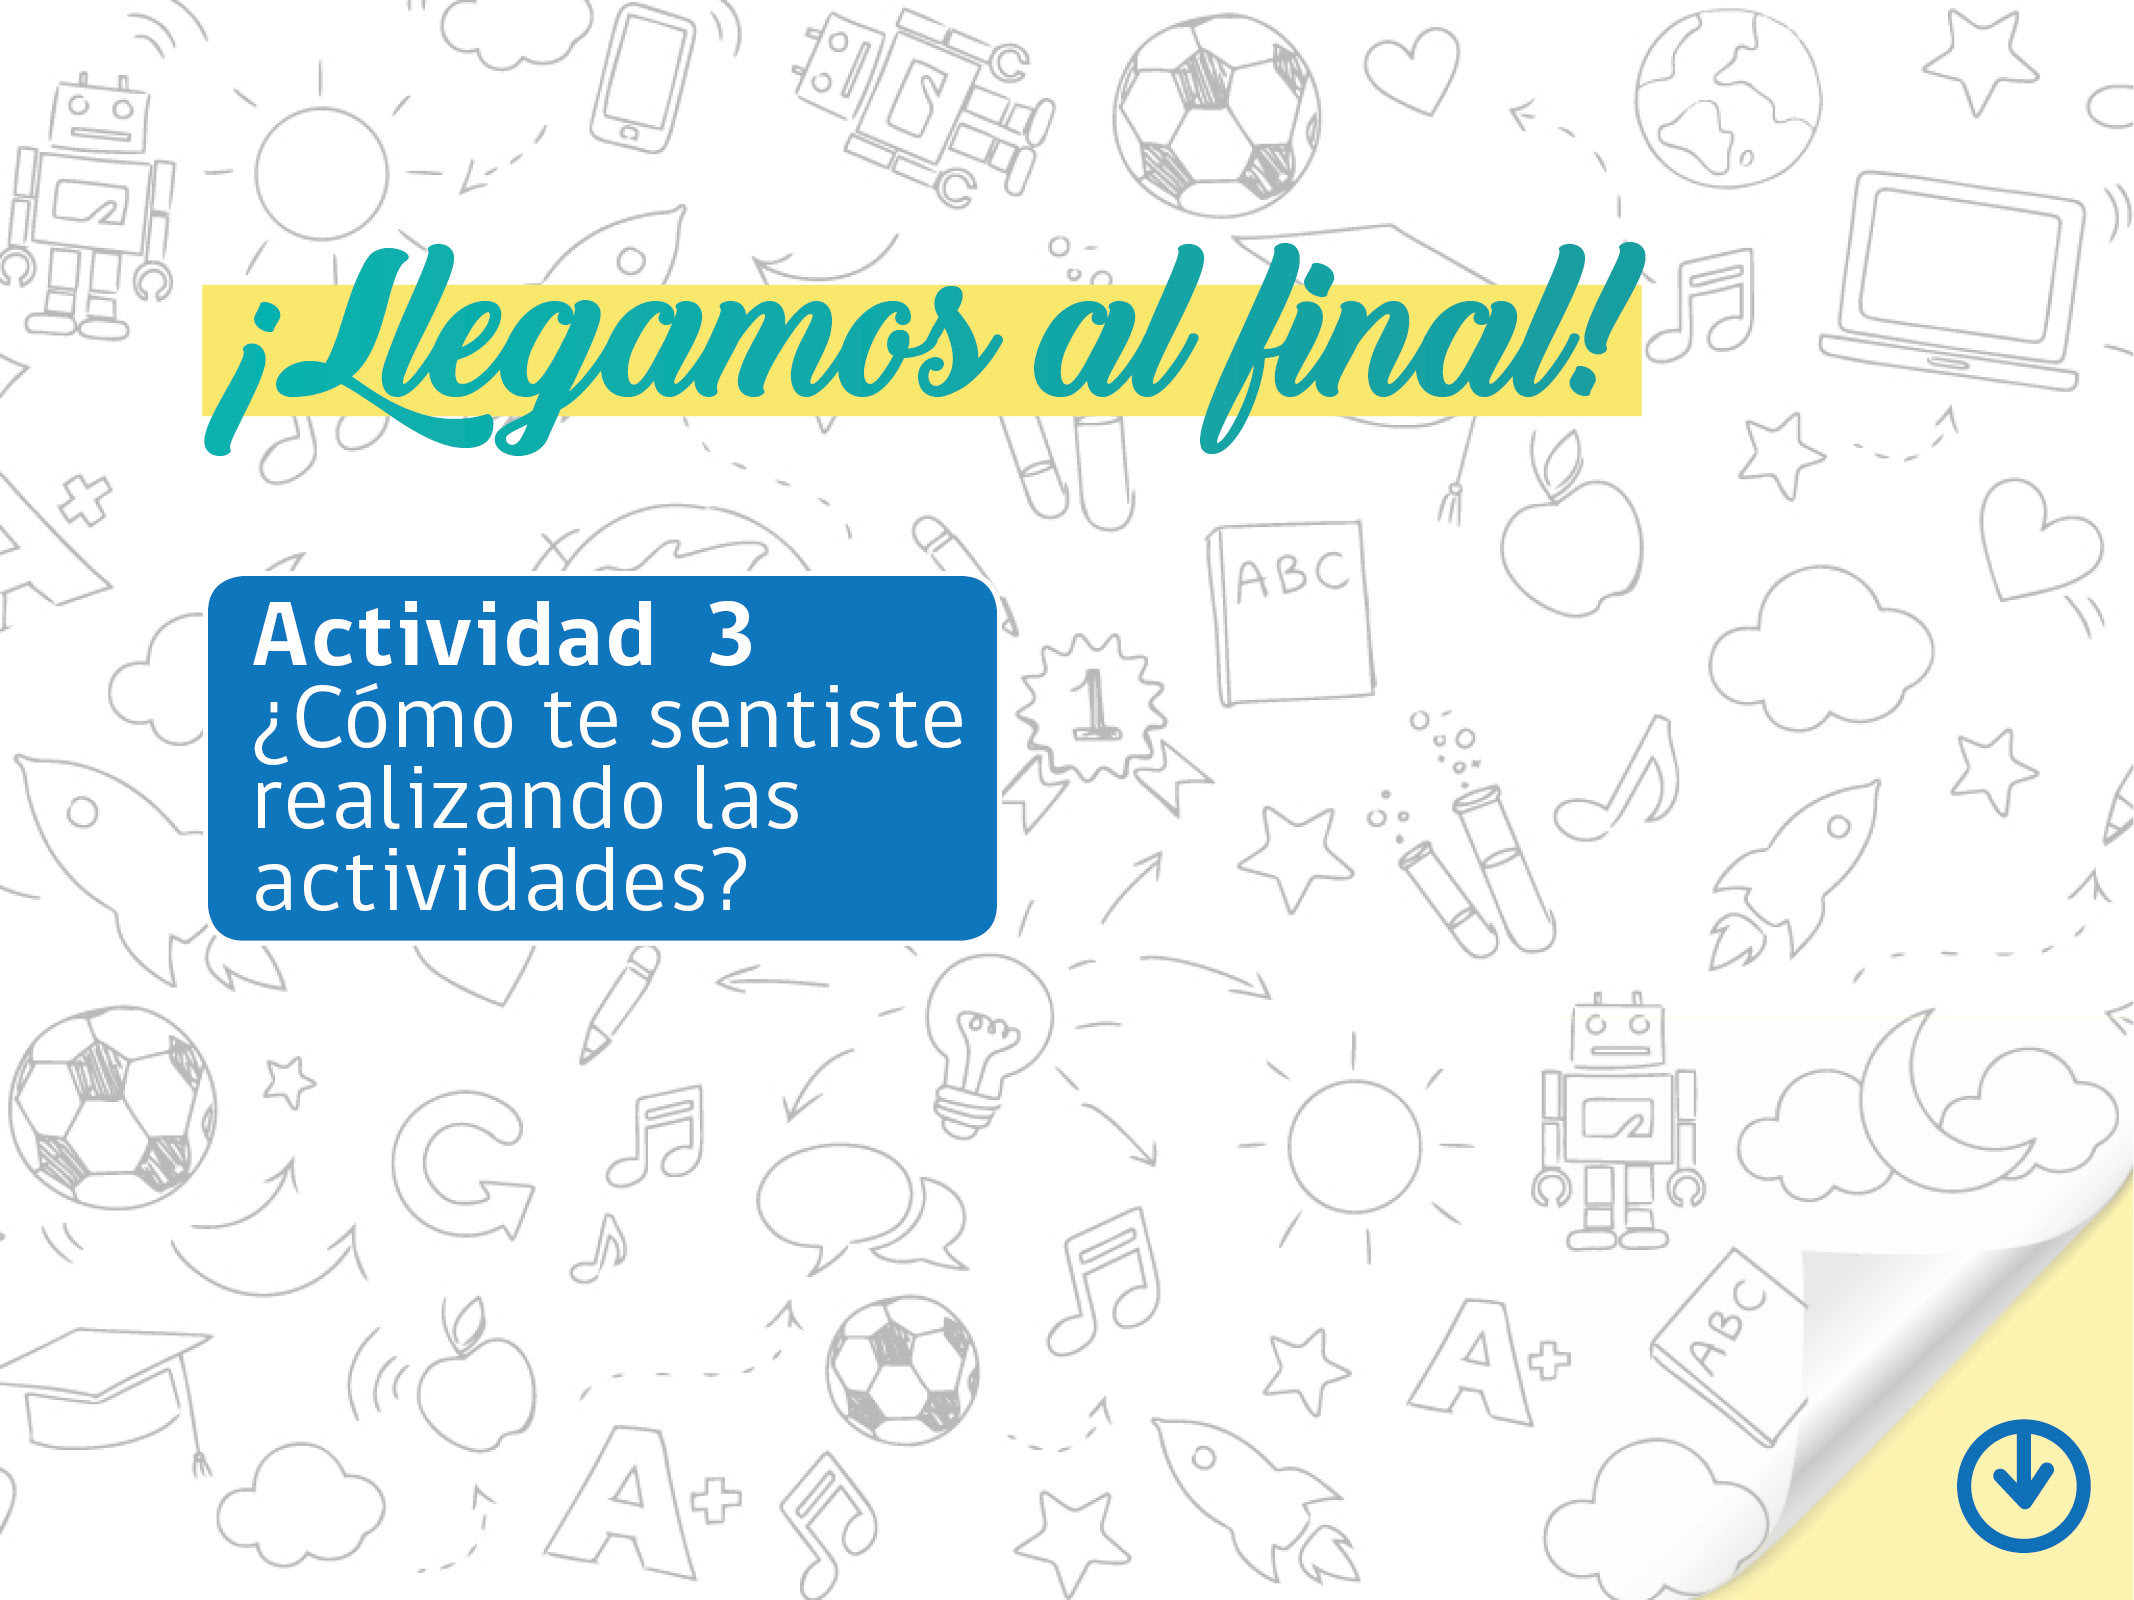 ¡Llegamos al final!
Actividad 3
¿Cómo te sentiste
realizando las
actividades?
ABC
1
ABC
A+
A+